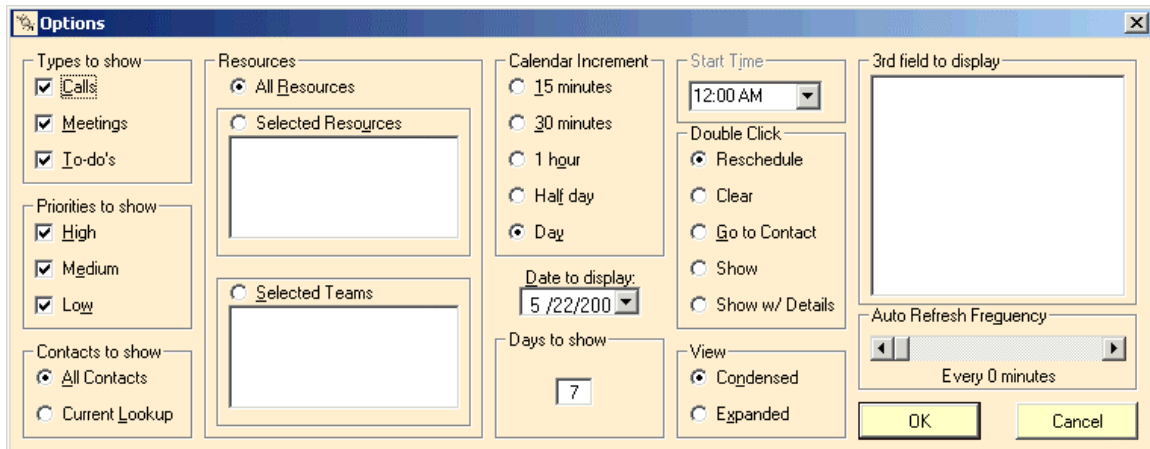 Options
Types to show
Calls
Meetings
To-do's
Priorities to show
High
Medium
Low
Contacts to show
All Contacts
Current Lookup
Resources
All Resources
Selected Resources
Selected Teams
Calendar Increment
15 minutes
30 minutes
1 hour
Half day
Day
Date to display:
5 /22/200
Days to show
7
Start Time
12:00 AM
Double Click
Reschedule
Clear
Go to Contact
Show
Show w/ Details
View
Condensed
Expanded
3rd field to display
Auto Refresh Freguency
Every 0 minutes
OK
Cancel